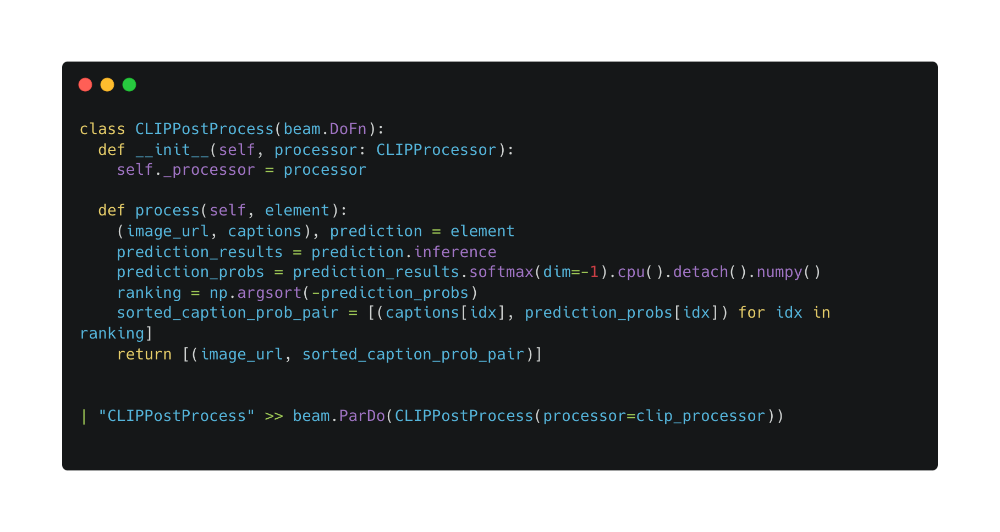 class CLIPPostProcess(beam.DoFn):
  def __init__(self, processor: CLIPProcessor):
    self._processor = processor

  def process(self, element):
    (image_url, captions), prediction = element
    prediction_results = prediction.inference
    prediction_probs = prediction_results.softmax(dim=-1).cpu().detach().numpy()
    ranking = np.argsort(-prediction_probs)
    sorted_caption_prob_pair = [(captions[idx], prediction_probs[idx]) for idx in
ranking]
    return [(image_url, sorted_caption_prob_pair)]


| "CLIPPostProcess" >> beam.ParDo(CLIPPostProcess(processor=clip_processor))